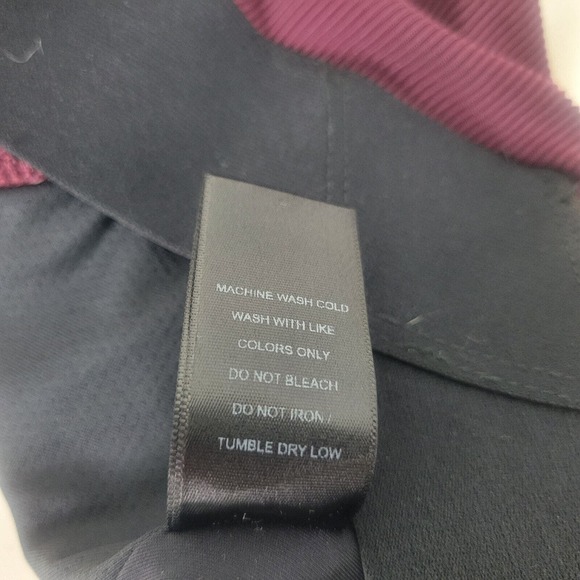 MACHINE WASH COLD
WASH WITH LIKE
COLORS ONLY
DO NOT BLEACH
DO NOT IRON /
TUMBLE DRY LOW